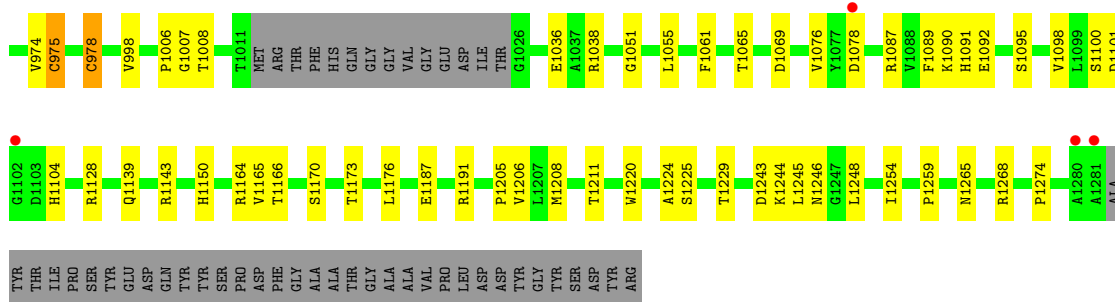 V974 C975 C978 V998 P1006 G1007 T1008 T1011 MET ARG THR PHE HIS GLN GLY GLY VAL GLY GLU ASP ILE THR G1026 E1036 A1037 R1038 G1051 L1055 F1061 T1065 D1069 V1076 Y1077 D1078 R1087 V1088 F1089 K1090 H1091 E1092 S1095 V1098 L1099 S1100 D1101
G1102 D1103 H1104 R1128 Q1139 R1143 H1150 R1164 V1165 T1166 S1170 T1173 L1176 E1187 R1191 P1205 V1206 L1207 M1208 T1211 W1220 A1224 S1225 T1229 D1243 K1244 L1245 N1246 G1247 L1248 I1254 P1259 N1265 R1268 P1274 A1280 A1281 ALA
TYR THR ILE PRO SER TYR GLU ASP GLN TYR TYR SER PRO ASP PHE GLY ALA ALA THR GLY ALA ALA VAL PRO LEU ASP ASP TYR GLY TYR SER ASP TYR ARG